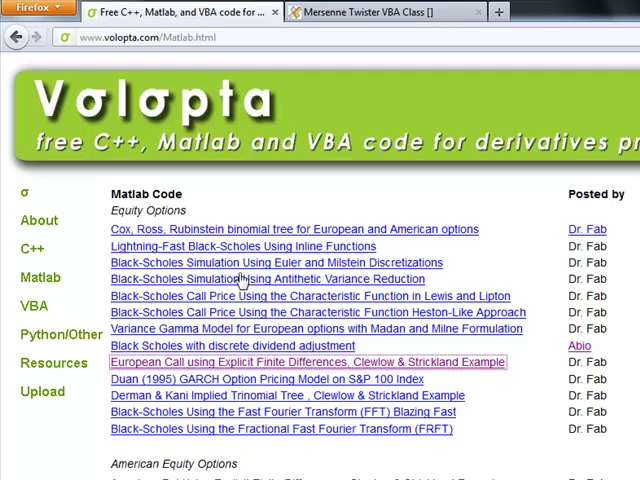 Firefox
Free C++, Matlab, and VBA code for ...
Mersenne Twister VBA Class []
www.volopta.com/Matlab.html
Vσlσpta
free C++, Matlab and VBA code for derivatives pr
σ
About
C++
Matlab
VBA
Python/Other
Resources
Upload
Matlab Code Posted by
Equity Options
Cox, Ross, Rubinstein binomial tree for European and American options Dr. Fab
Lightning-Fast Black-Scholes Using Inline Functions Dr. Fab
Black-Scholes Simulation Using Euler and Milstein Discretizations Dr. Fab
Black-Scholes Simulation Using Antithetic Variance Reduction Dr. Fab
Black-Scholes Call Price Using the Characteristic Function in Lewis and Lipton Dr. Fab
Black-Scholes Call Price Using the Characteristic Function Heston-Like Approach Dr. Fab
Variance Gamma Model for European options with Madan and Milne Formulation Dr. Fab
Black Scholes with discrete dividend adjustment Abio
European Call using Explicit Finite Differences, Clewlow & Strickland Example Dr. Fab
Duan (1995) GARCH Option Pricing Model on S&P 100 Index Dr. Fab
Derman & Kani Implied Trinomial Tree , Clewlow & Strickland Example Dr. Fab
Black-Scholes Using the Fast Fourier Transform (FFT) Blazing Fast Dr. Fab
Black-Scholes Using the Fractional Fast Fourier Transform (FRFT) Dr. Fab
American Equity Options